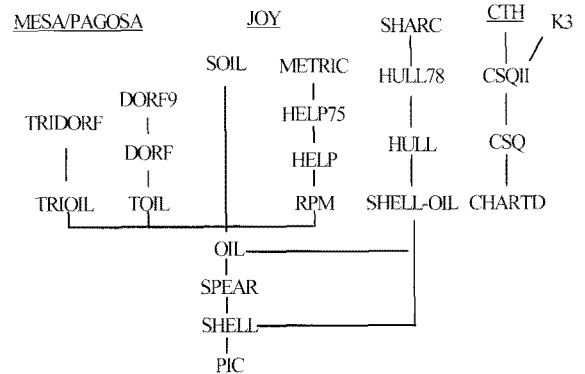 MESA/PAGOSA JOY SHARC CTH K3
SOIL METRIC HULL78 CSQII
DORF9 HELP75
TRIDORF DORF HELP HULL CSQ
TRIOIL TOIL RPM SHELL-OIL CHARTD
OIL
SPEAR
SHELL
PIC